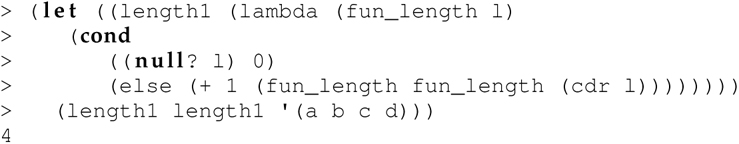 > (let ((length1 (lambda (fun_length l)
> (cond
> ((null? l) 0)
> (else (+ 1 (fun_length fun_length (cdr l))))))))
> (length1 length1 '(a b c d)))
4